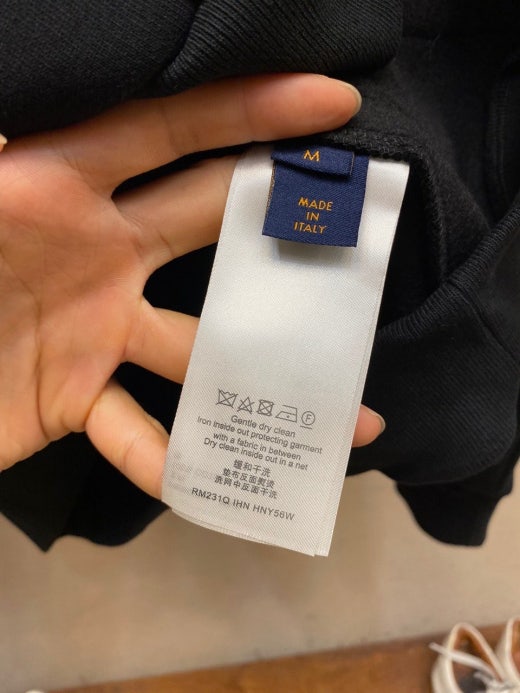 M
MADE
IN
ITALY
Gentle dry clean
Iron inside out protecting garment
with a fabric in between
Dry clean inside out in a net
缓和干洗
垫布反面熨烫
洗网中反面干洗
RM231Q IHN HNY56W